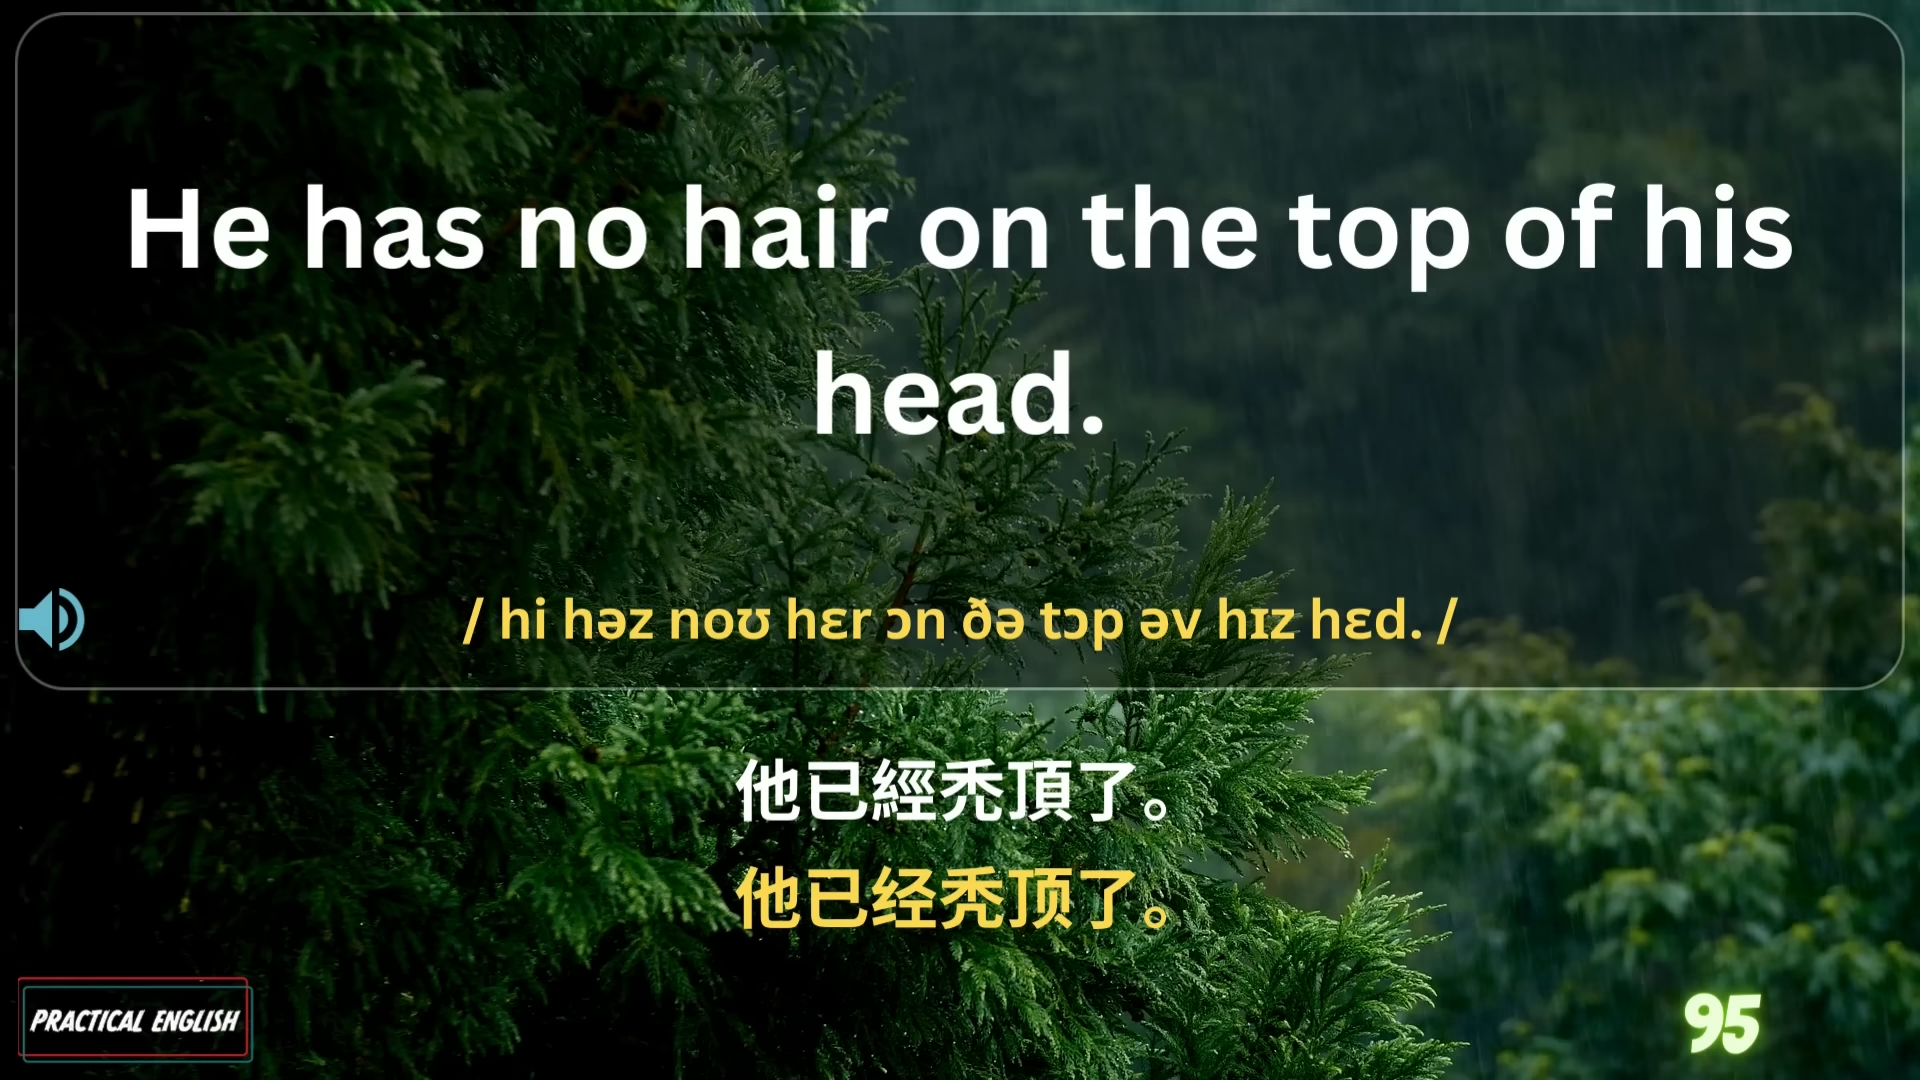 He has no hair on the top of his
head.
/ hi həz noʊ hɛr ɔn ðə tɔp əv hɪz hɛd. /
他已經禿頂了。
他已经秃顶了。
PRACTICAL ENGLISH
95